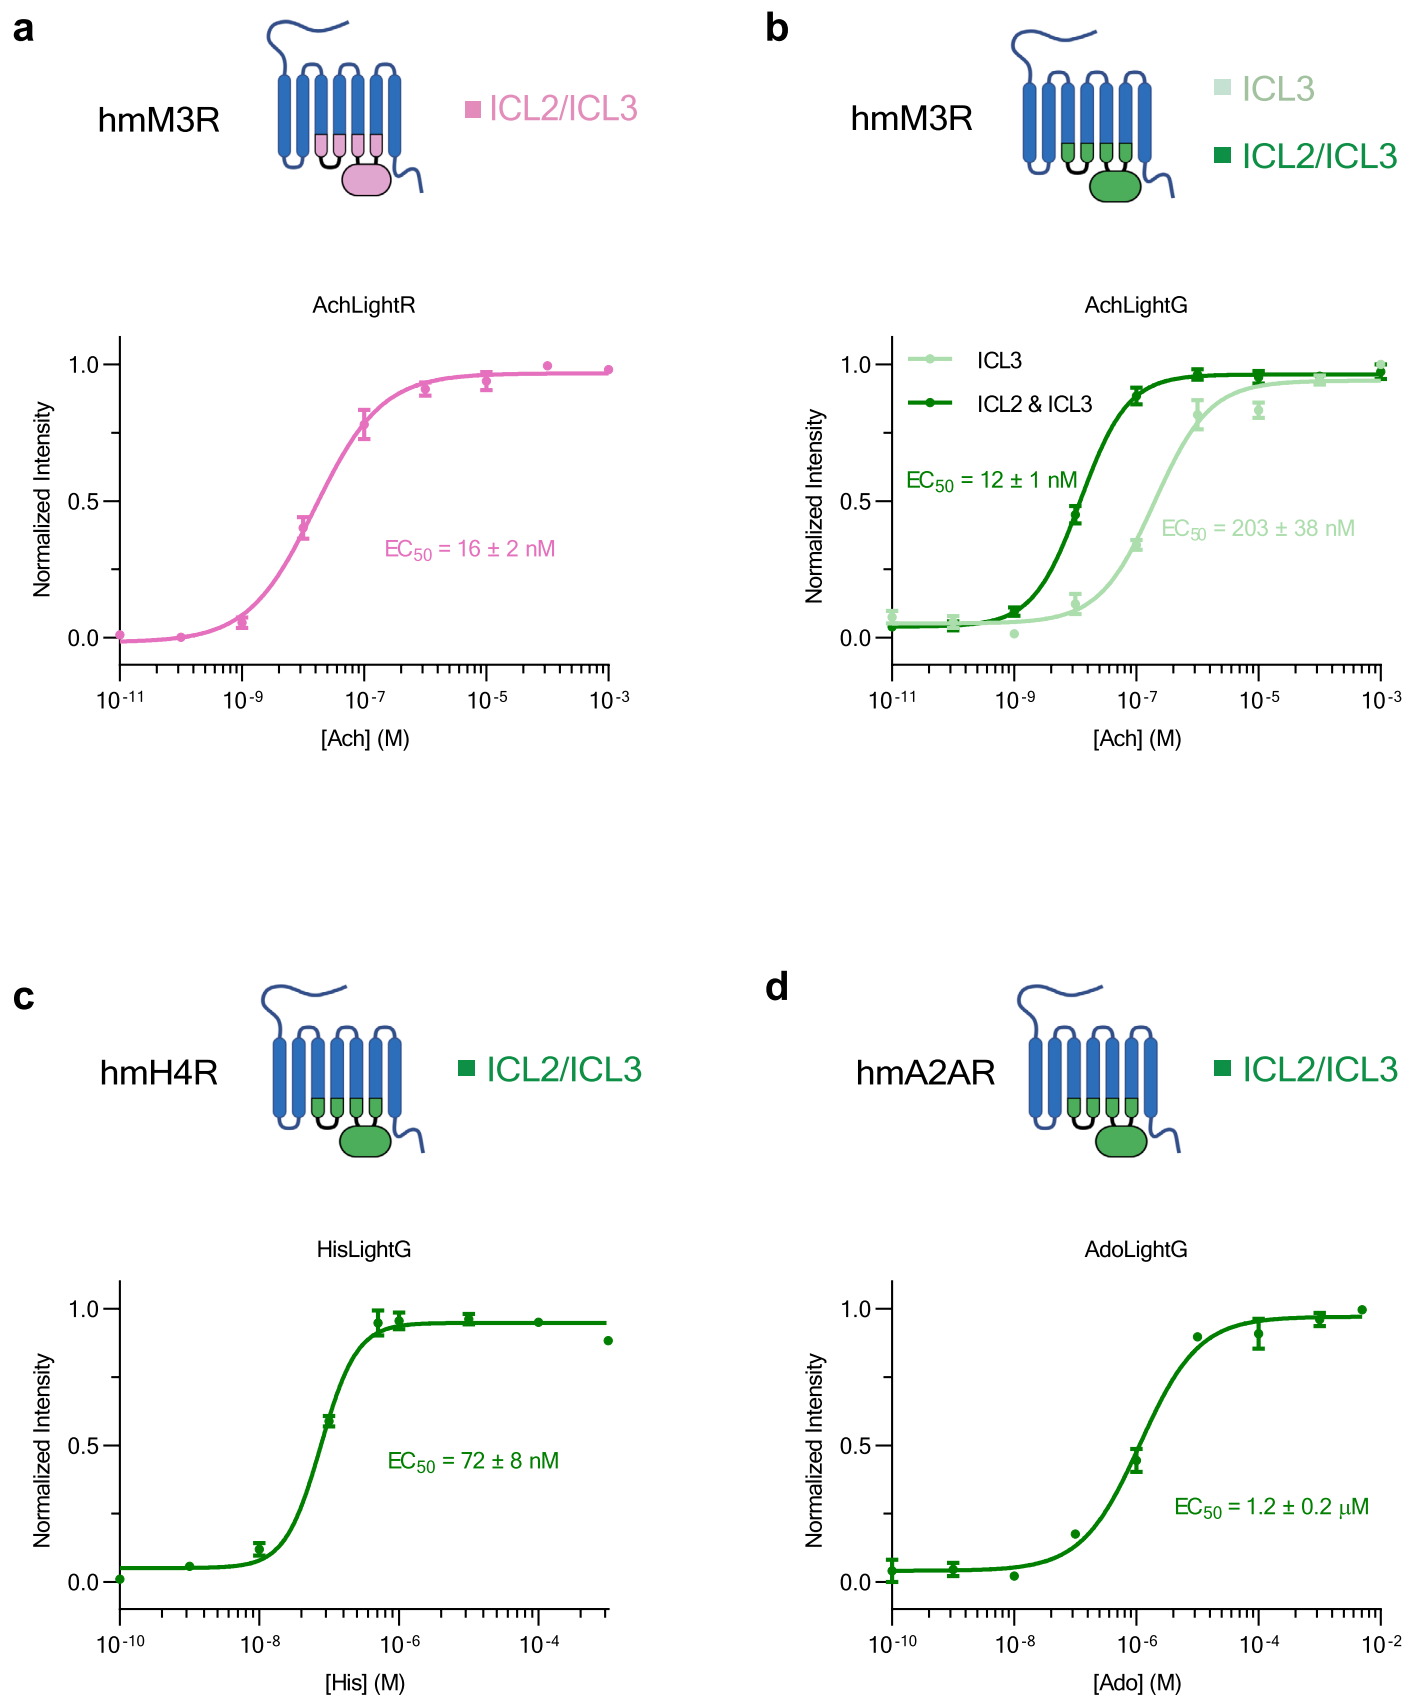 a
hmM3R
ICL2/ICL3
AchLightR
1.0
0.5
0.0
Normalized Intensity
EC50 = 16 ± 2 nM
10-11 10-9 10-7 10-5 10-3
[Ach] (M)
b
hmM3R
ICL3
ICL2/ICL3
AchLightG
1.0
0.5
0.0
Normalized Intensity
ICL3
ICL2 & ICL3
EC50 = 12 ± 1 nM
EC50 = 203 ± 38 nM
10-11 10-9 10-7 10-5 10-3
[Ach] (M)
c
hmH4R
ICL2/ICL3
HisLightG
1.0
0.5
0.0
Normalized Intensity
EC50 = 72 ± 8 nM
10-10 10-8 10-6 10-4
[His] (M)
d
hmA2AR
ICL2/ICL3
AdoLightG
1.0
0.5
0.0
Normalized Intensity
EC50 = 1.2 ± 0.2 μM
10-10 10-8 10-6 10-4 10-2
[Ado] (M)